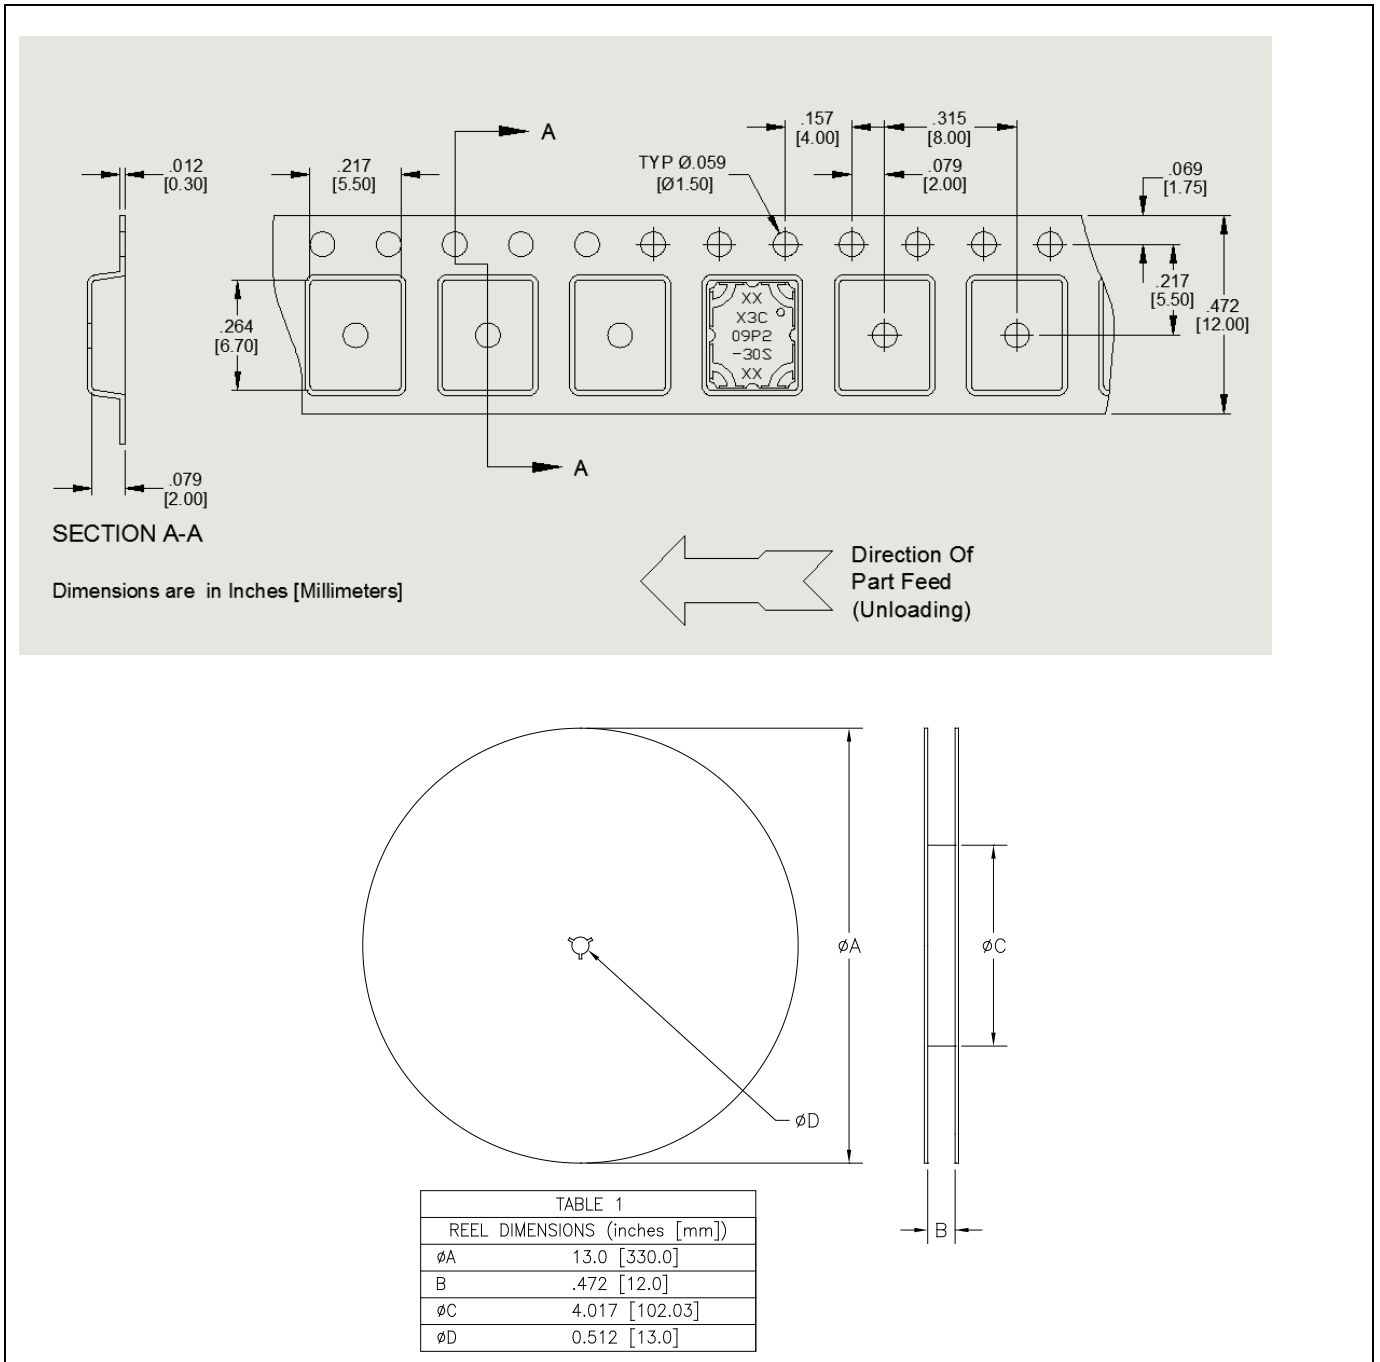 A
.012
[0.30]
.217
[5.50]
TYP Ø.059
[Ø1.50]
.157
[4.00]
.315
[8.00]
.079
[2.00]
.069
[1.75]
.264
[6.70]
XX
X3C
09P2
-30S
XX
.217
[5.50]
.472
[12.00]
A
.079
[2.00]
SECTION A-A
Dimensions are in Inches [Millimeters]
Direction Of
Part Feed
(Unloading)
øA
øC
øD
B
TABLE 1
REEL DIMENSIONS (inches [mm])
øA 13.0 [330.0]
B .472 [12.0]
øC 4.017 [102.03]
øD 0.512 [13.0]